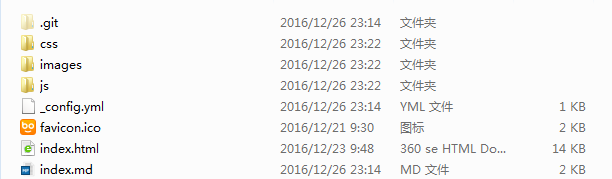 .git 2016/12/26 23:14 文件夹
css 2016/12/26 23:22 文件夹
images 2016/12/26 23:22 文件夹
js 2016/12/26 23:22 文件夹
_config.yml 2016/12/26 23:14 YML 文件 1 KB
favicon.ico 2016/12/21 9:30 图标 2 KB
index.html 2016/12/23 9:48 360 se HTML Do... 14 KB
index.md 2016/12/26 23:14 MD 文件 2 KB